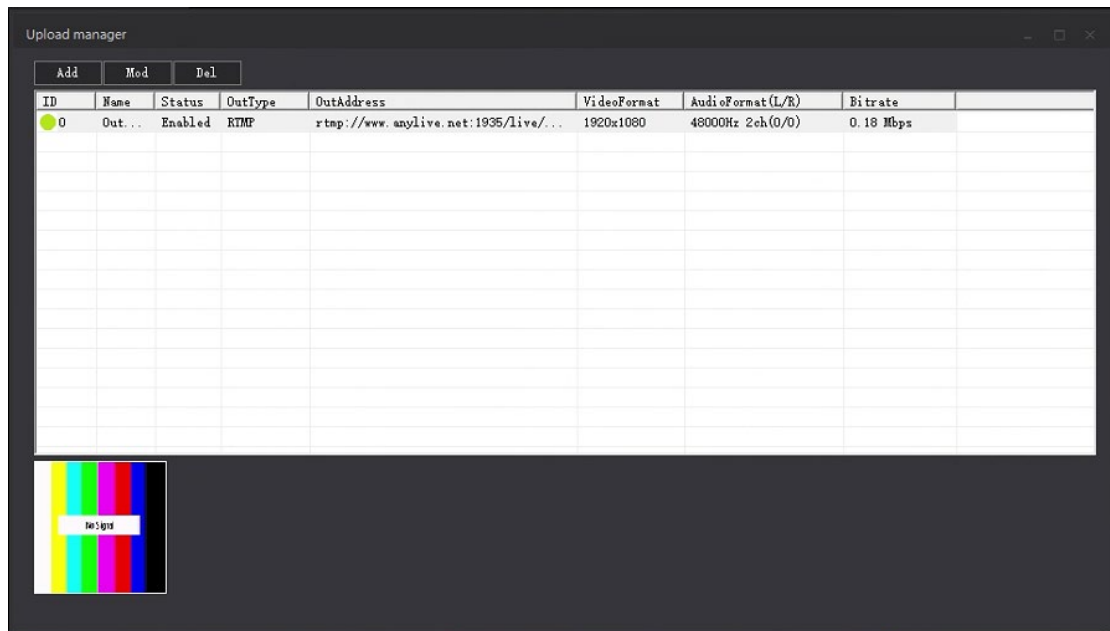 Upload manager
Add Mod Del
ID Name Status OutType OutAddress VideoFormat AudioFormat(L/R) Bitrate
0 Out... Enabled RTMP rtmp://www.anylive.net:1935/live/... 1920x1080 48000Hz 2ch(0/0) 0.18 Mbps
No Signal